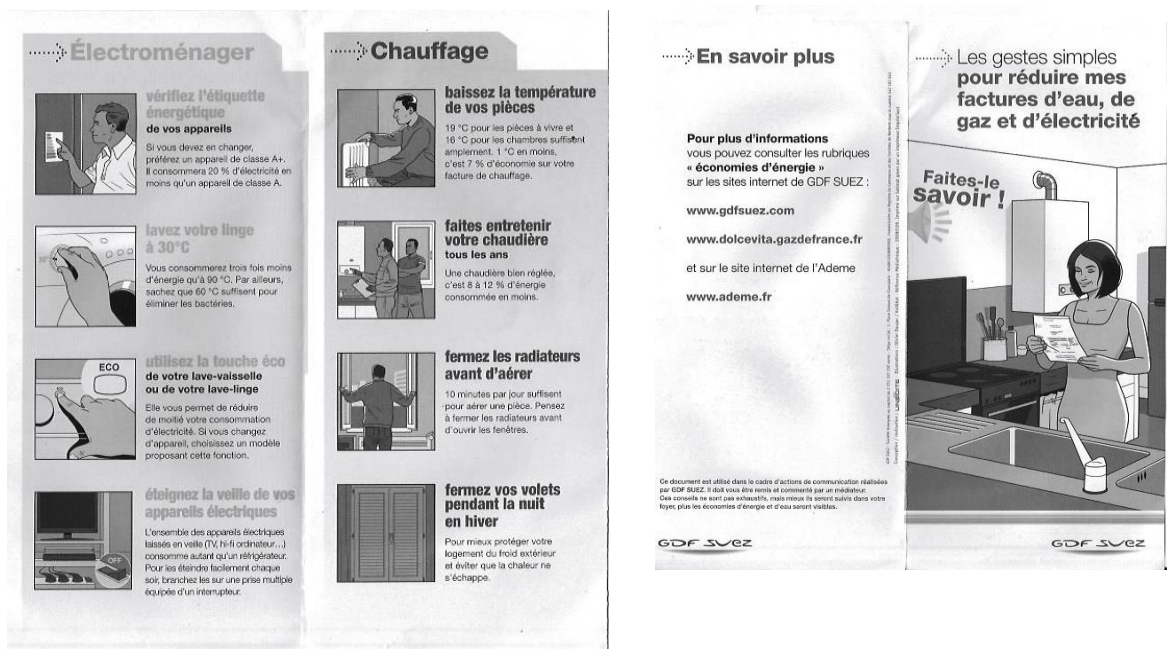 Électroménager
vérifiez l'étiquette
énergétique
de vos appareils
Si vous devez en changer,
préférez un appareil de classe A+.
Il consommera 20 % d'électricité en
moins qu'un appareil de classe A.
lavez votre linge
à 30°C
Vous consommerez trois fois moins
d'énergie qu'à 90 °C. Par ailleurs,
sachez que 60 °C suffisent pour
éliminer les bactéries.
ECO
utilisez la touche éco
de votre lave-vaisselle
ou de votre lave-linge
Elle vous permet de réduire
de moitié votre consommation
d'électricité. Si vous changez
d'appareil, choisissez un modèle
proposant cette fonction.
OFF
éteignez la veille de vos
appareils électriques
L'ensemble des appareils électriques
laissés en veille (TV, hi-fi ordinateur...)
consomme autant qu'un réfrigérateur.
Pour les éteindre facilement chaque
soir, branchez les sur une prise multiple
équipée d'un interrupteur.
Chauffage
baissez la température
de vos pièces
19 °C pour les pièces à vivre et
16 °C pour les chambres suffisent
amplement. 1 °C en moins,
c'est 7 % d'économie sur votre
facture de chauffage.
faites entretenir
votre chaudière
tous les ans
Une chaudière bien réglée,
c'est 8 à 12 % d'énergie
consommée en moins.
fermez les radiateurs
avant d'aérer
10 minutes par jour suffisent
pour aérer une pièce. Pensez
à fermer les radiateurs avant
d'ouvrir les fenêtres.
fermez vos volets
pendant la nuit
en hiver
Pour mieux protéger votre
logement du froid extérieur
et éviter que la chaleur ne
s'échappe.
En savoir plus
Pour plus d'informations
vous pouvez consulter les rubriques
« économies d'énergie »
sur les sites internet de GDF SUEZ :
www.gdfsuez.com
www.dolcevita.gazdefrance.fr
et sur le site internet de l'Ademe
www.ademe.fr
Ce document est utilisé dans le cadre d'actions de communication réalisées
par GDF SUEZ. Il doit vous être remis et commenté par un médiateur.
Ces conseils ne sont pas exhaustifs, mais mieux ils seront suivis dans votre
foyer, plus les économies d'énergie et d'eau seront visibles.
GDF SUEZ
Les gestes simples
pour réduire mes
factures d'eau, de
gaz et d'électricité
Faites-le
savoir !
GDF SUEZ